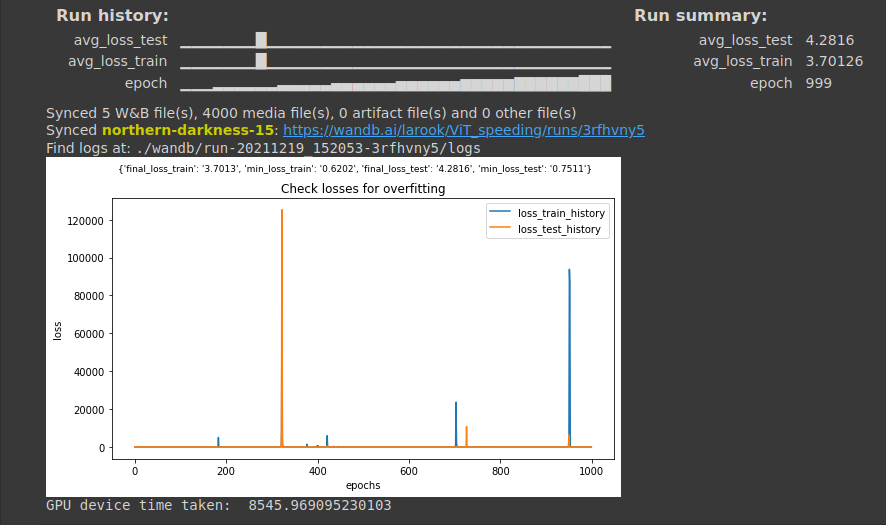 Run history:
Run summary:
avg_loss_test
avg_loss_test 4.2816
avg_loss_train
avg_loss_train 3.70126
epoch
epoch 999
Synced 5 W&B file(s), 4000 media file(s), 0 artifact file(s) and 0 other file(s)
Synced northern-darkness-15: https://wandb.ai/larook/ViT_speeding/runs/3rfhvny5
Find logs at: ./wandb/run-20211219_152053-3rfhvny5/logs
{'final_loss_train': '3.7013', 'min_loss_train': '0.6202', 'final_loss_test': '4.2816', 'min_loss_test': '0.7511'}
Check losses for overfitting
loss_train_history
loss_test_history
120000
100000
80000
60000
40000
20000
0
loss
0 200 400 600 800 1000
epochs
GPU device time taken: 8545.969095230103